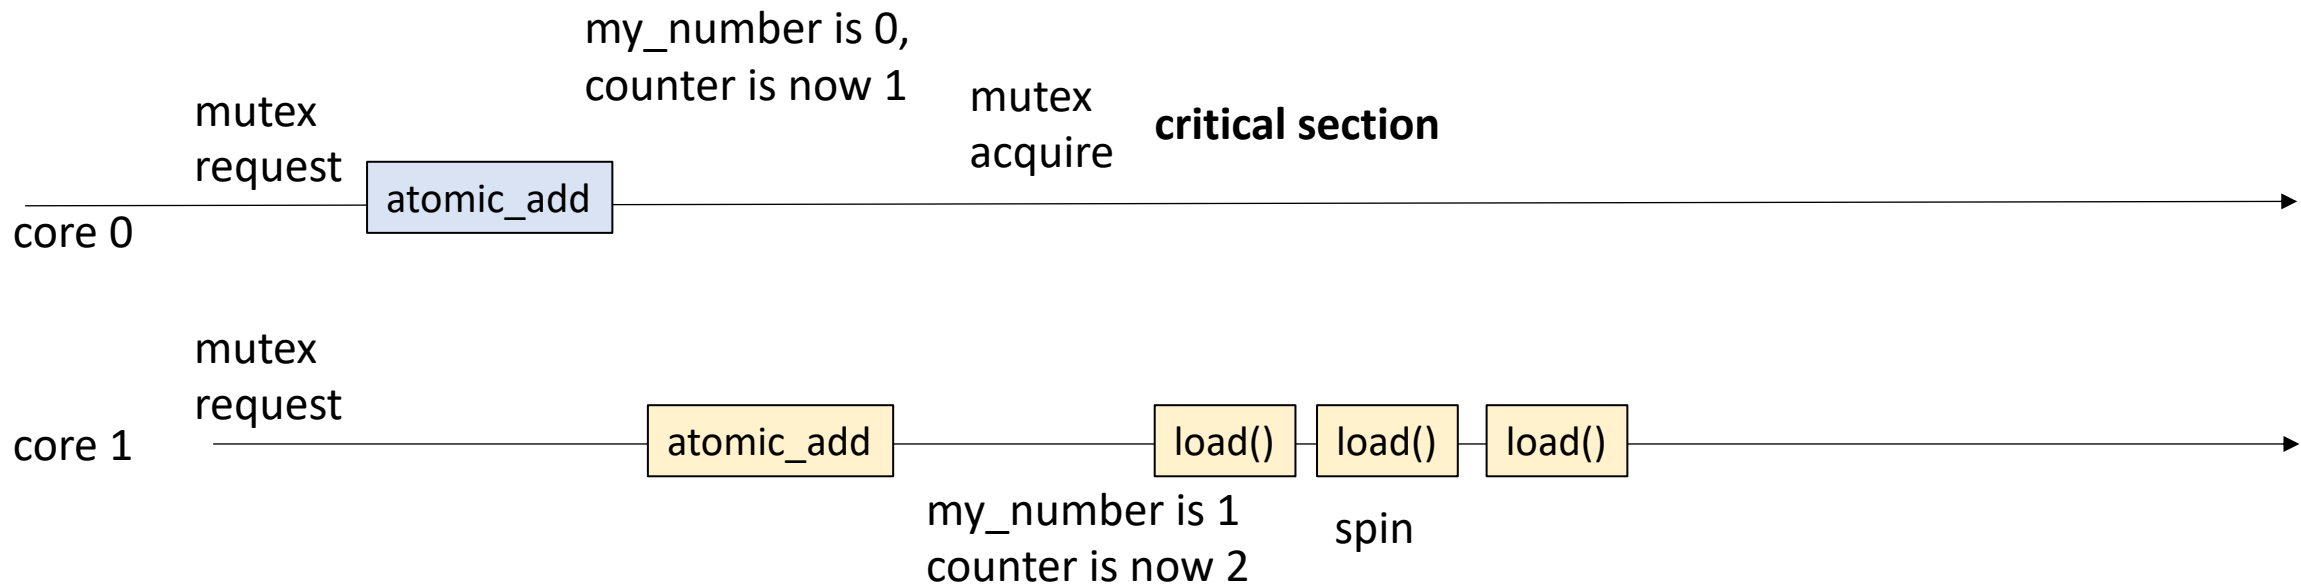 my_number is 0,
counter is now 1
mutex
request
mutex
acquire
critical section
atomic_add
core 0
mutex
request
core 1
atomic_add
load()
load()
load()
my_number is 1
counter is now 2
spin